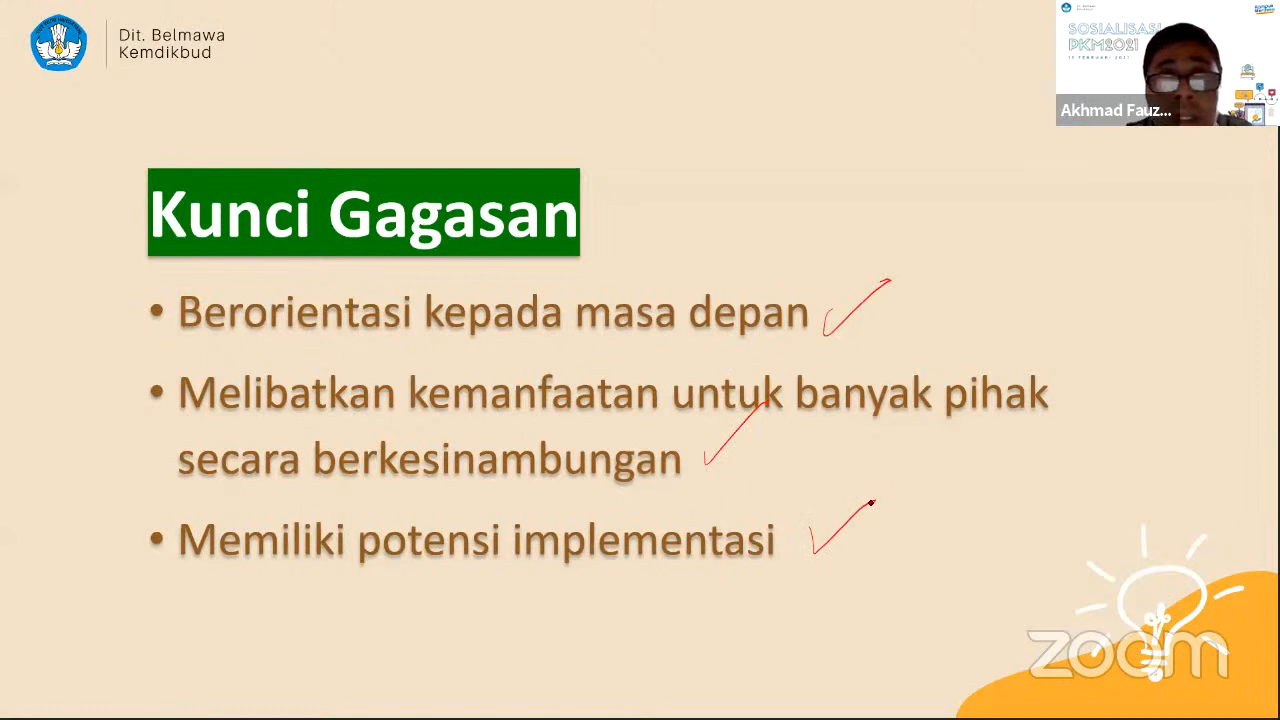 Dit. Belmawa
Kemdikbud
SOSIALISASI
PKM2021
Akhmad Fauz...
Kunci Gagasan
• Berorientasi kepada masa depan
• Melibatkan kemanfaatan untuk banyak pihak
secara berkesinambungan
• Memiliki potensi implementasi
zoom